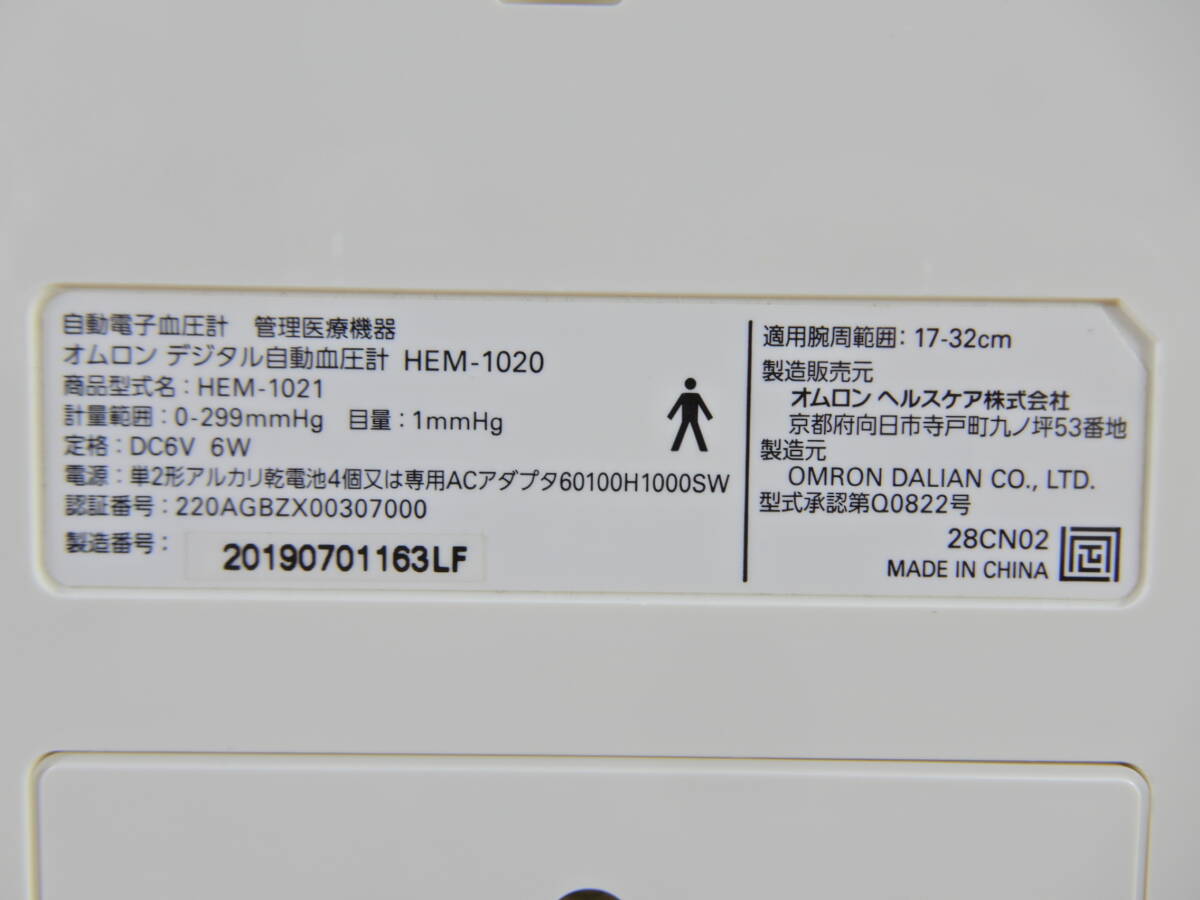 自動電子血圧計　管理医療機器
オムロン デジタル自動血圧計 HEM-1020
商品型式名：HEM-1021
計量範囲：0-299mmHg　目量：1mmHg
定格：DC6V 6W
電源：単2形アルカリ乾電池4個又は専用ACアダプタ60100H1000SW
認証番号：220AGBZX00307000
製造番号：
20190701163LF
適用腕周範囲：17-32cm
製造販売元
オムロン ヘルスケア株式会社
京都府向日市寺戸町九ノ坪53番地
製造元
OMRON DALIAN CO., LTD.
型式承認第Q0822号
28CN02
MADE IN CHINA
正